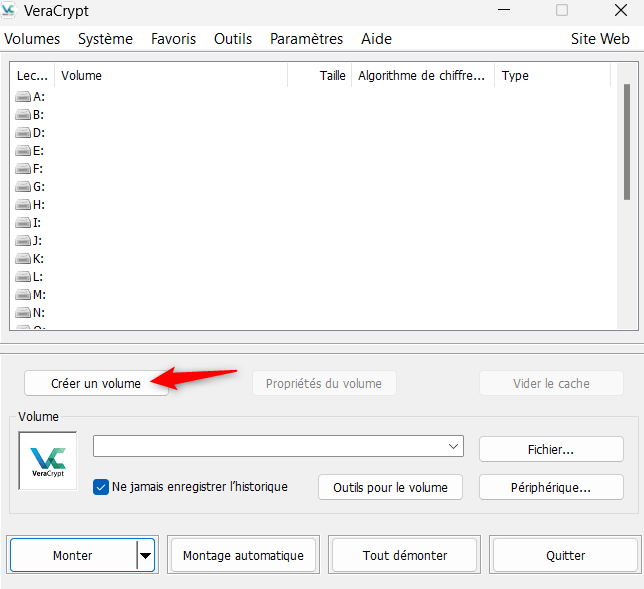 VeraCrypt
Volumes Système Favoris Outils Paramètres Aide Site Web
Lec... Volume Taille Algorithme de chiffre... Type
A:
B:
D:
E:
F:
G:
H:
I:
J:
K:
L:
M:
N:
Créer un volume Propriétés du volume Vider le cache
Volume
VeraCrypt
Fichier...
Ne jamais enregistrer l'historique Outils pour le volume Périphérique...
Monter Montage automatique Tout démonter Quitter